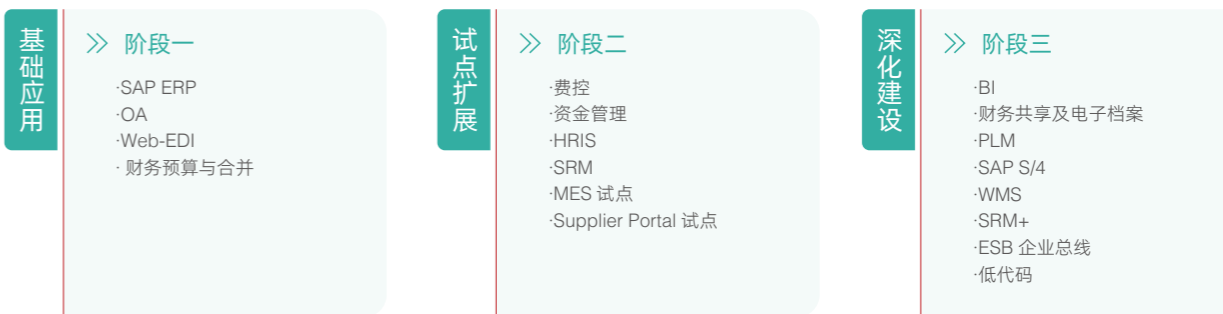 基础应用
阶段一
·SAP ERP
·OA
·Web-EDI
· 财务预算与合并
试点扩展
阶段二
·费控
·资金管理
·HRIS
·SRM
·MES 试点
·Supplier Portal 试点
深化建设
阶段三
·BI
·财务共享及电子档案
·PLM
·SAP S/4
·WMS
·SRM+
·ESB 企业总线
·低代码